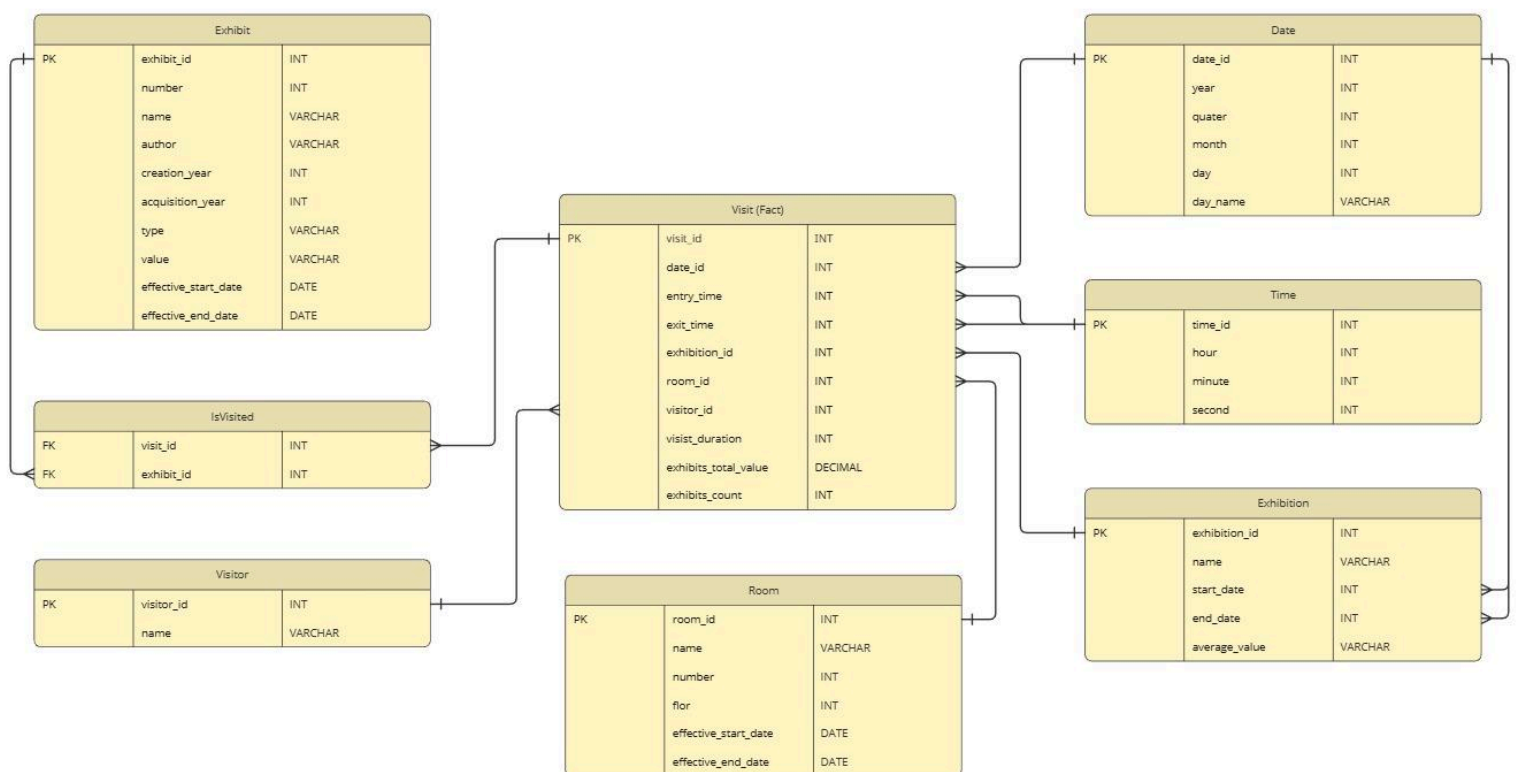 Exhibit
PK exhibit_id INT
number INT
name VARCHAR
author VARCHAR
creation_year INT
acquisition_year INT
type VARCHAR
value VARCHAR
effective_start_date DATE
effective_end_date DATE
IsVisited
FK visit_id INT
FK exhibit_id INT
Visitor
PK visitor_id INT
name VARCHAR
Visit (Fact)
PK visit_id INT
date_id INT
entry_time INT
exit_time INT
exhibition_id INT
room_id INT
visitor_id INT
visist_duration INT
exhibits_total_value DECIMAL
exhibits_count INT
Room
PK room_id INT
name VARCHAR
number INT
flor INT
effective_start_date DATE
effective_end_date DATE
Date
PK date_id INT
year INT
quater INT
month INT
day INT
day_name VARCHAR
Time
PK time_id INT
hour INT
minute INT
second INT
Exhibition
PK exhibition_id INT
name VARCHAR
start_date INT
end_date INT
average_value VARCHAR